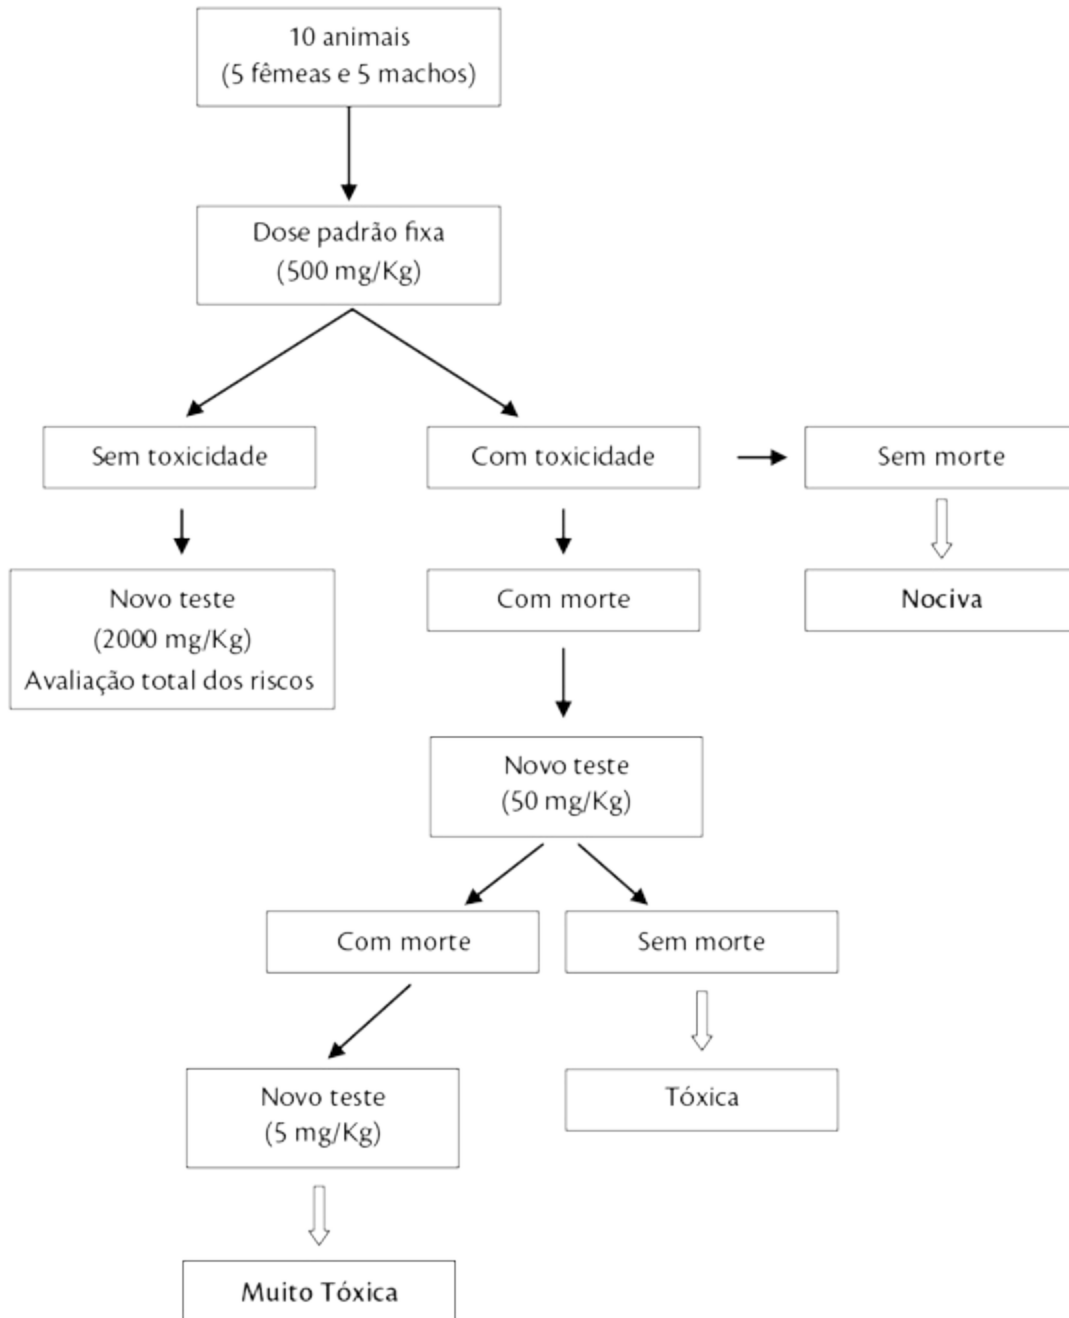 10 animais
(5 fêmeas e 5 machos)
Dose padrão fixa
(500 mg/Kg)
Sem toxicidade
Com toxicidade
Sem morte
Novo teste
(2000 mg/Kg)
Avaliação total dos riscos
Com morte
Nociva
Novo teste
(50 mg/Kg)
Com morte
Sem morte
Novo teste
(5 mg/Kg)
Tóxica
Muito Tóxica